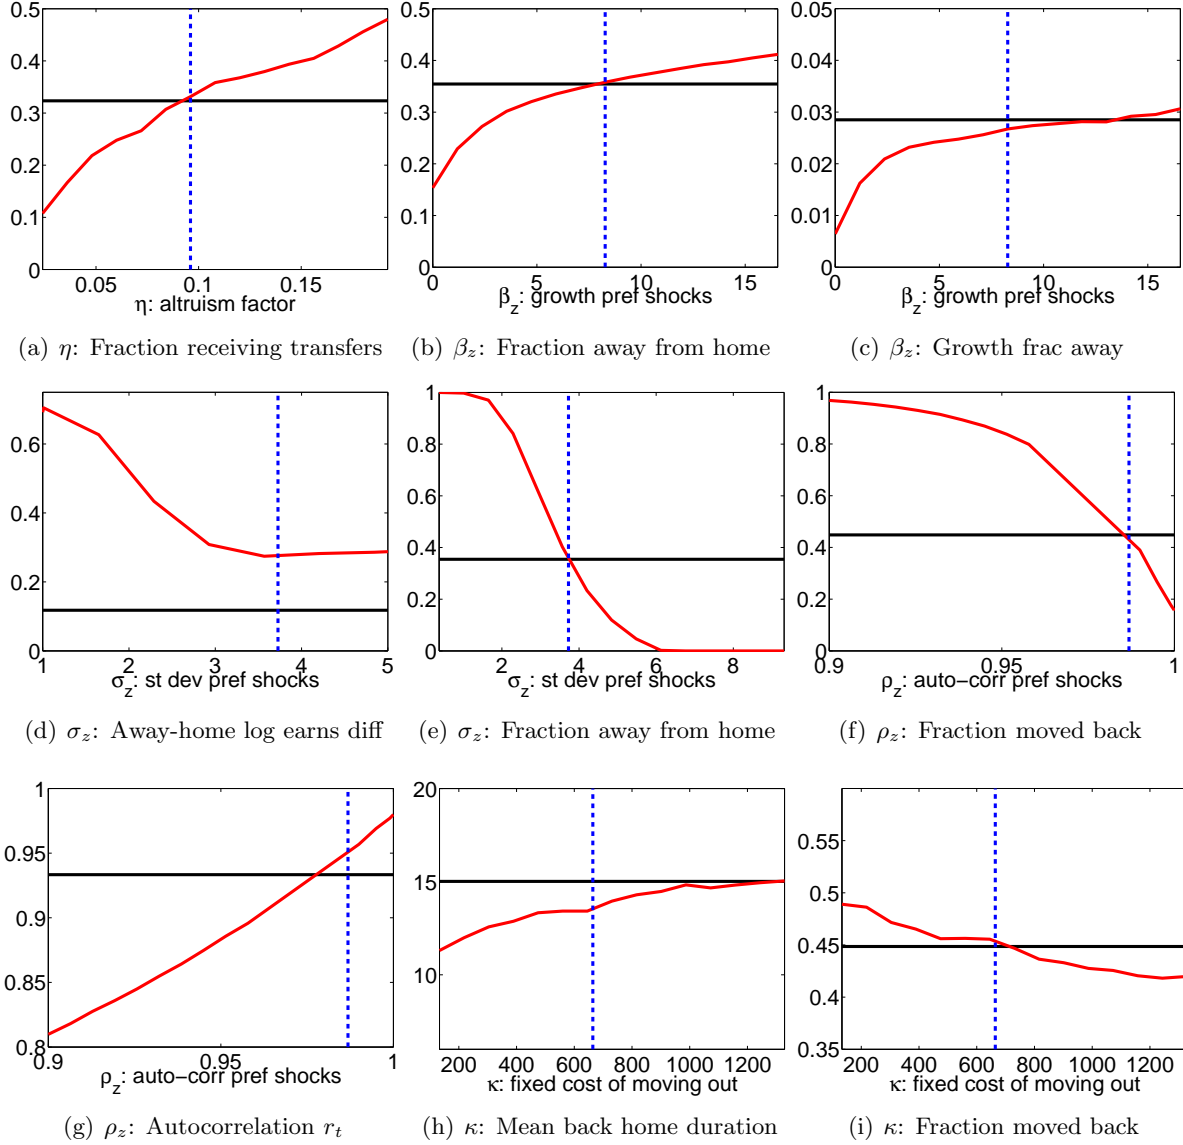 0.5
0.4
0.3
0.2
0.1
0
0.05 0.1 0.15
η: altruism factor
(a) η: Fraction receiving transfers
0.5
0.4
0.3
0.2
0.1
0
0 5 10 15
β_z: growth pref shocks
(b) β_z: Fraction away from home
0.05
0.04
0.03
0.02
0.01
0
0 5 10 15
β_z: growth pref shocks
(c) β_z: Growth frac away
0.6
0.4
0.2
0
1 2 3 4 5
σ_z: st dev pref shocks
(d) σ_z: Away-home log earns diff
1
0.8
0.6
0.4
0.2
0
2 4 6 8
σ_z: st dev pref shocks
(e) σ_z: Fraction away from home
1
0.8
0.6
0.4
0.2
0
0.9 0.95 1
ρ_z: auto−corr pref shocks
(f) ρ_z: Fraction moved back
1
0.95
0.9
0.85
0.8
0.9 0.95 1
ρ_z: auto−corr pref shocks
(g) ρ_z: Autocorrelation r_t
20
15
10
200 400 600 800 1000 1200
κ: fixed cost of moving out
(h) κ: Mean back home duration
0.55
0.5
0.45
0.4
0.35
200 400 600 800 1000 1200
κ: fixed cost of moving out
(i) κ: Fraction moved back